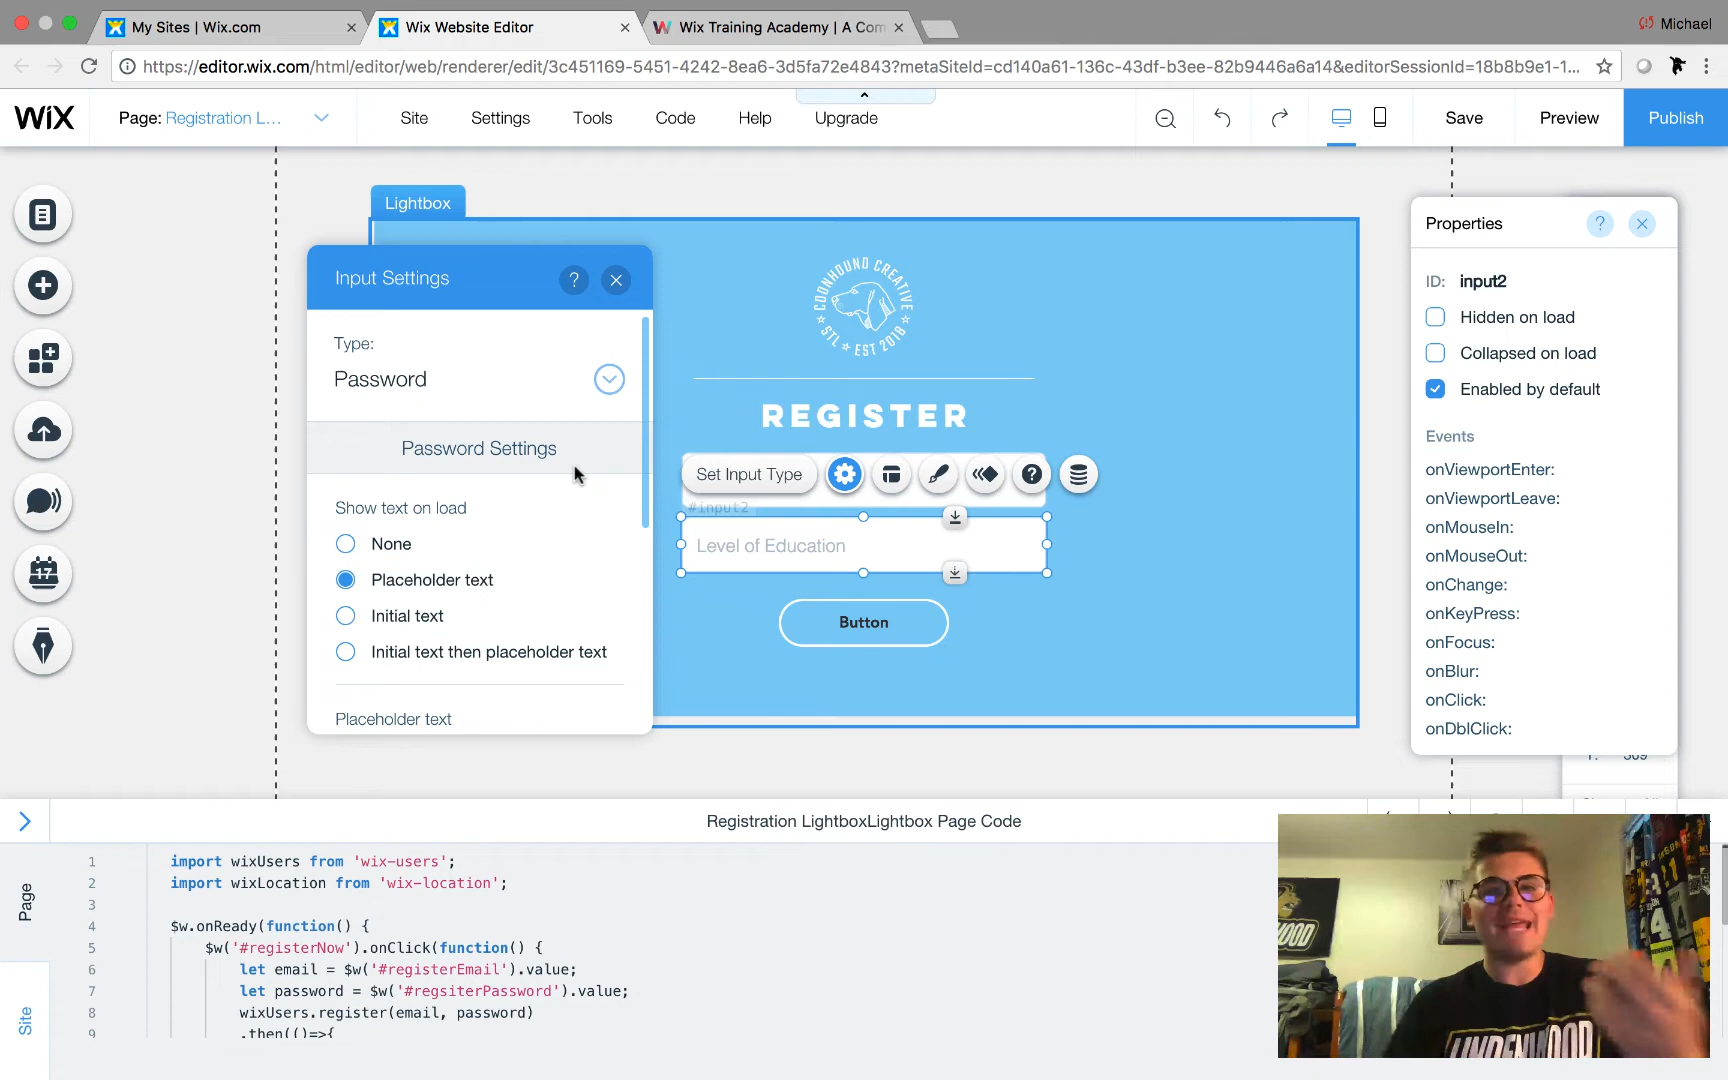 My Sites | Wix.com
Wix Website Editor
Wix Training Academy | A Com
Michael
https://editor.wix.com/html/editor/web/renderer/edit/3c451169-5451-4242-8ea6-3d5fa72e4843?metaSiteId=cd140a61-136c-43df-b3ee-82b9446a6a14&editorSessionId=18b8b9e1-1...
WiX
Page: Registration L...
Site
Settings
Tools
Code
Help
Upgrade
Save
Preview
Publish
Lightbox
Input Settings
?
Type:
Password
Password Settings
Show text on load
None
Placeholder text
Initial text
Initial text then placeholder text
Placeholder text
COONHOUND CREATIVE
STL ★ EST 2018
REGISTER
Set Input Type
?
#input2
Level of Education
Button
Properties
?
ID: input2
Hidden on load
Collapsed on load
Enabled by default
Events
onViewportEnter:
onViewportLeave:
onMouseIn:
onMouseOut:
onChange:
onKeyPress:
onFocus:
onBlur:
onClick:
onDblClick:
17
Registration LightboxLightbox Page Code
Page
Site
1 import wixUsers from 'wix-users';
2 import wixLocation from 'wix-location';
3
4 $w.onReady(function() {
5 $w('#registerNow').onClick(function() {
6 let email = $w('#registerEmail').value;
7 let password = $w('#regsiterPassword').value;
8 wixUsers.register(email, password)
9 .then(()=>{
LINDENWOOD